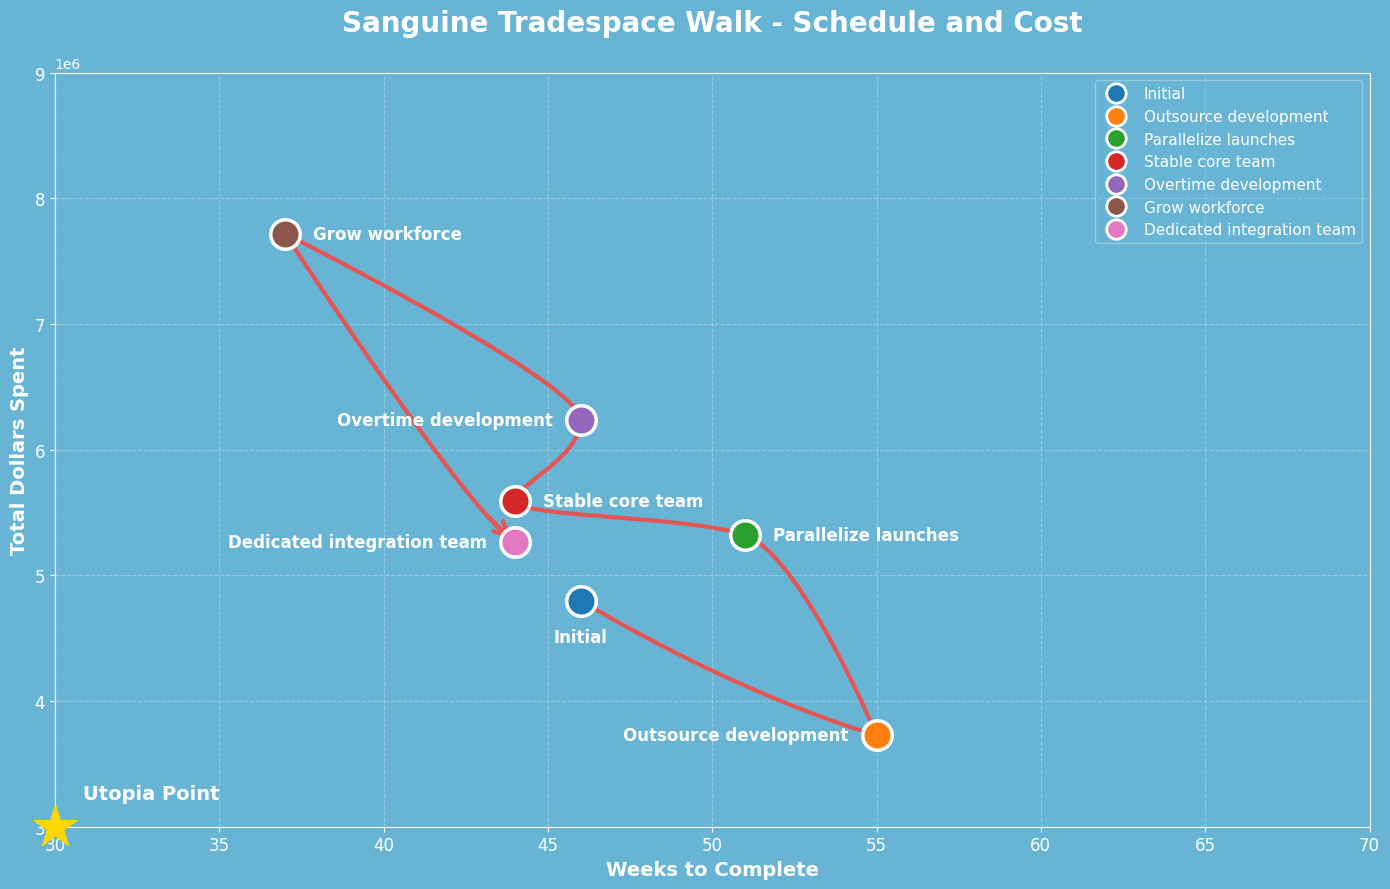 Sanguine Tradespace Walk - Schedule and Cost
1e6
9
8
7
6
5
4
3
Total Dollars Spent
Initial
Outsource development
Parallelize launches
Stable core team
Overtime development
Grow workforce
Dedicated integration team
Grow workforce
Overtime development
Stable core team
Parallelize launches
Dedicated integration team
Initial
Outsource development
Utopia Point
30 35 40 45 50 55 60 65 70
Weeks to Complete